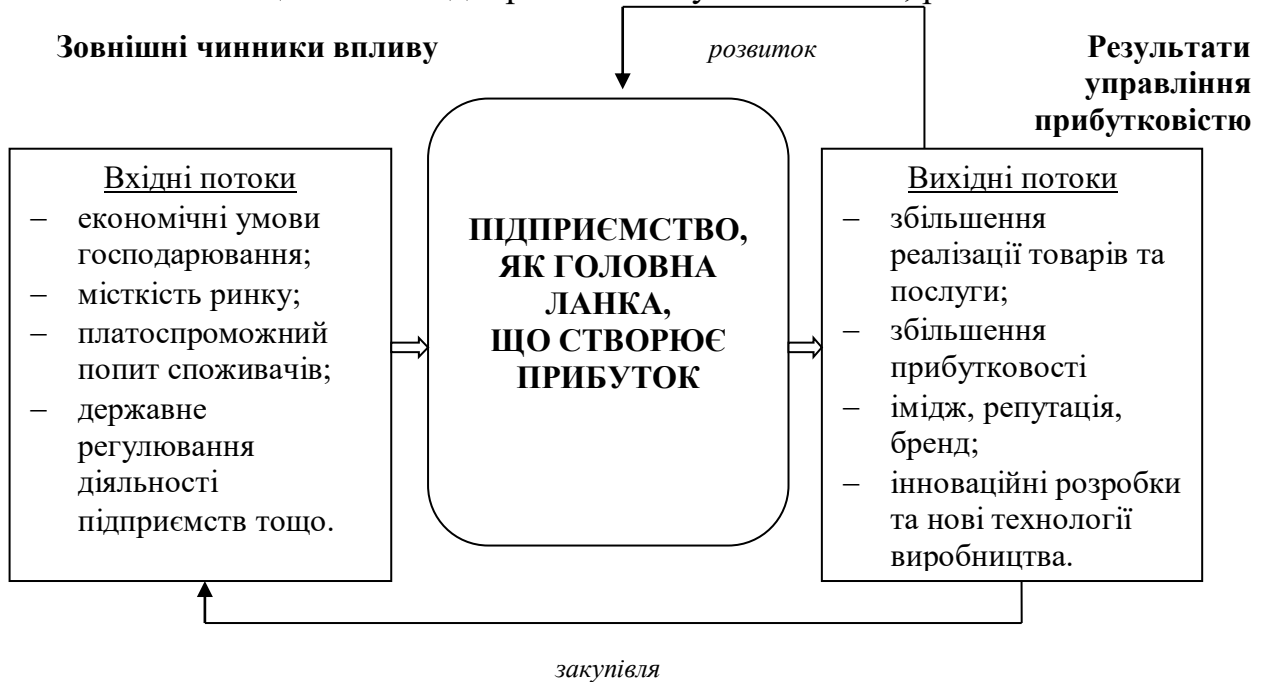 Зовнішні чинники впливу
розвиток
Результати
управління
прибутковістю
Вхідні потоки
– економічні умови
господарювання;
– місткість ринку;
– платоспроможний
попит споживачів;
– державне
регулювання
діяльності
підприємств тощо.
ПІДПРИЄМСТВО,
ЯК ГОЛОВНА
ЛАНКА,
ЩО СТВОРЮЄ
ПРИБУТОК
Вихідні потоки
– збільшення
реалізації товарів та
послуги;
– збільшення
прибутковості
– імідж, репутація,
бренд;
– інноваційні розробки
та нові технології
виробництва.
закупівля